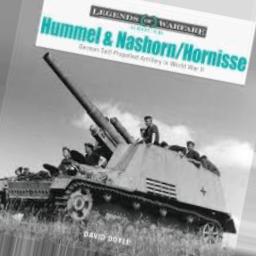 LEGENDS OF WARFARE
Hummel & Nashorn/Hornisse
German Self-Propelled Artillery in World War II
DAVID DOYLE